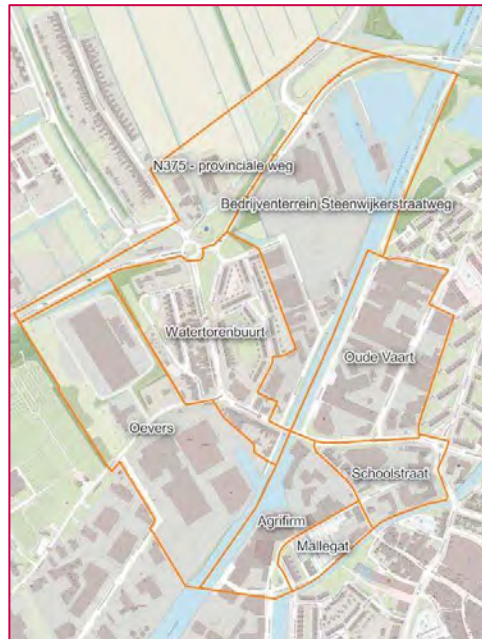 N375 - provinciale weg
Bedrijventerrein Steenwijkerstraatweg
Watertorenbuurt
Oude Vaart
Oevers
Schoolstraat
Agrifirm
Mallegat